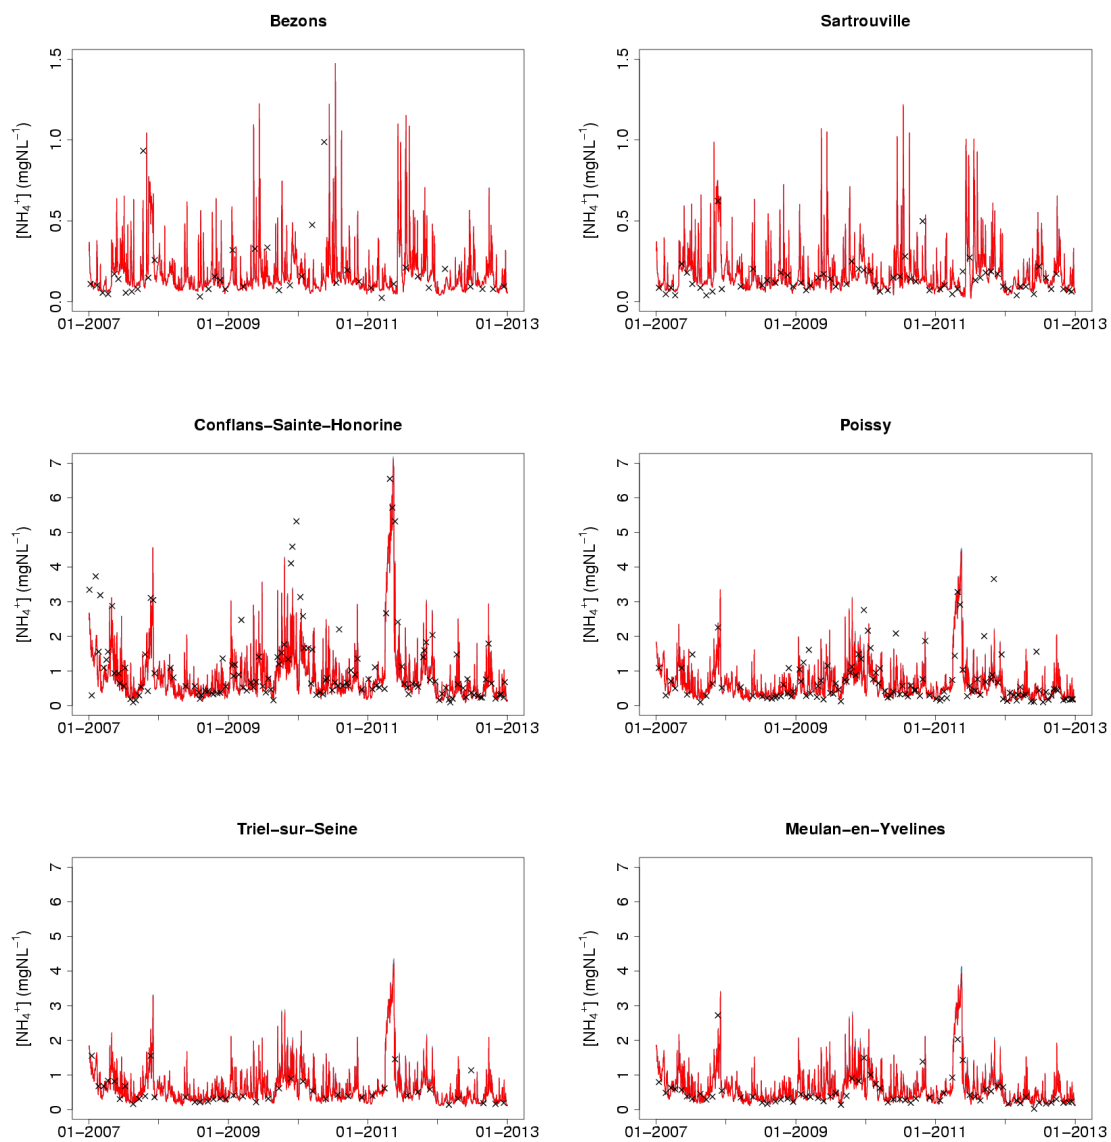 Bezons
Sartrouville
[NH₄⁺] (mgNL⁻¹)
0.0 0.5 1.0 1.5
01−2007 01−2009 01−2011 01−2013
[NH₄⁺] (mgNL⁻¹)
0.0 0.5 1.0 1.5
01−2007 01−2009 01−2011 01−2013
Conflans−Sainte−Honorine
Poissy
[NH₄⁺] (mgNL⁻¹)
0 1 2 3 4 5 6 7
01−2007 01−2009 01−2011 01−2013
[NH₄⁺] (mgNL⁻¹)
0 1 2 3 4 5 6 7
01−2007 01−2009 01−2011 01−2013
Triel−sur−Seine
Meulan−en−Yvelines
[NH₄⁺] (mgNL⁻¹)
0 1 2 3 4 5 6 7
01−2007 01−2009 01−2011 01−2013
[NH₄⁺] (mgNL⁻¹)
0 1 2 3 4 5 6 7
01−2007 01−2009 01−2011 01−2013